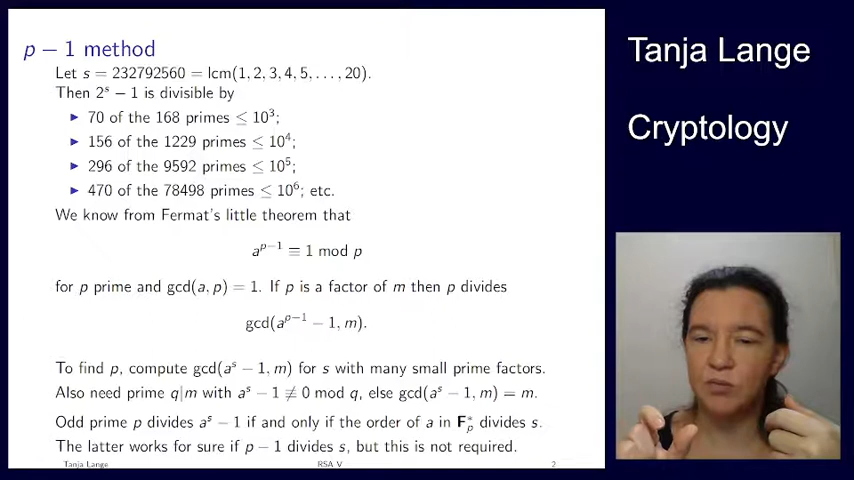 p − 1 method
Let s = 232792560 = lcm(1, 2, 3, 4, 5, . . . , 20).
Then 2^s − 1 is divisible by
▶ 70 of the 168 primes ≤ 10^3;
▶ 156 of the 1229 primes ≤ 10^4;
▶ 296 of the 9592 primes ≤ 10^5;
▶ 470 of the 78498 primes ≤ 10^6; etc.
We know from Fermat's little theorem that
a^{p−1} ≡ 1 mod p
for p prime and gcd(a, p) = 1. If p is a factor of m then p divides
gcd(a^{p−1} − 1, m).
To find p, compute gcd(a^s − 1, m) for s with many small prime factors.
Also need prime q|m with a^s − 1 ≢ 0 mod q, else gcd(a^s − 1, m) = m.
Odd prime p divides a^s − 1 if and only if the order of a in F_p^* divides s.
The latter works for sure if p − 1 divides s, but this is not required.
Tanja Lange RSA V 2
Tanja Lange
Cryptology